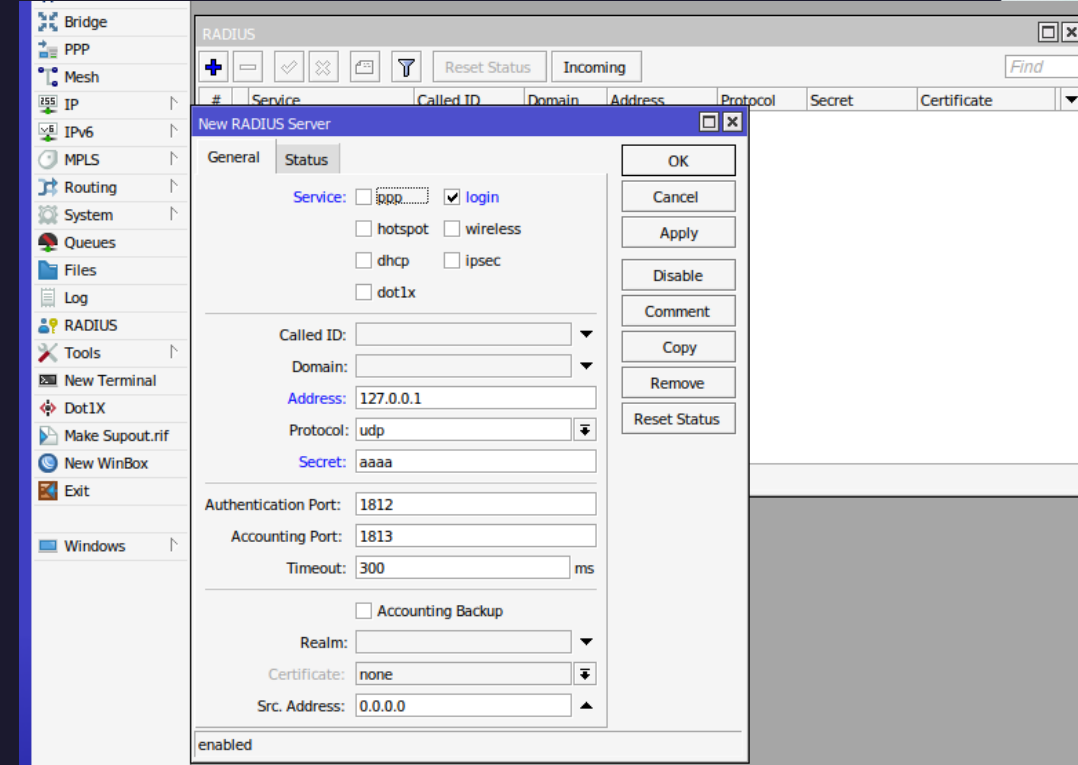 Bridge
PPP
Mesh
IP
IPv6
MPLS
Routing
System
Queues
Files
Log
RADIUS
Tools
New Terminal
Dot1X
Make Supout.rif
New WinBox
Exit
Windows
RADIUS
Reset Status Incoming Find
# Service Called ID Domain Address Protocol Secret Certificate
New RADIUS Server
General Status
Service: ppp login
hotspot wireless
dhcp ipsec
dot1x
Called ID:
Domain:
Address: 127.0.0.1
Protocol: udp
Secret: aaaa
Authentication Port: 1812
Accounting Port: 1813
Timeout: 300 ms
Accounting Backup
Realm:
Certificate: none
Src. Address: 0.0.0.0
enabled
OK
Cancel
Apply
Disable
Comment
Copy
Remove
Reset Status